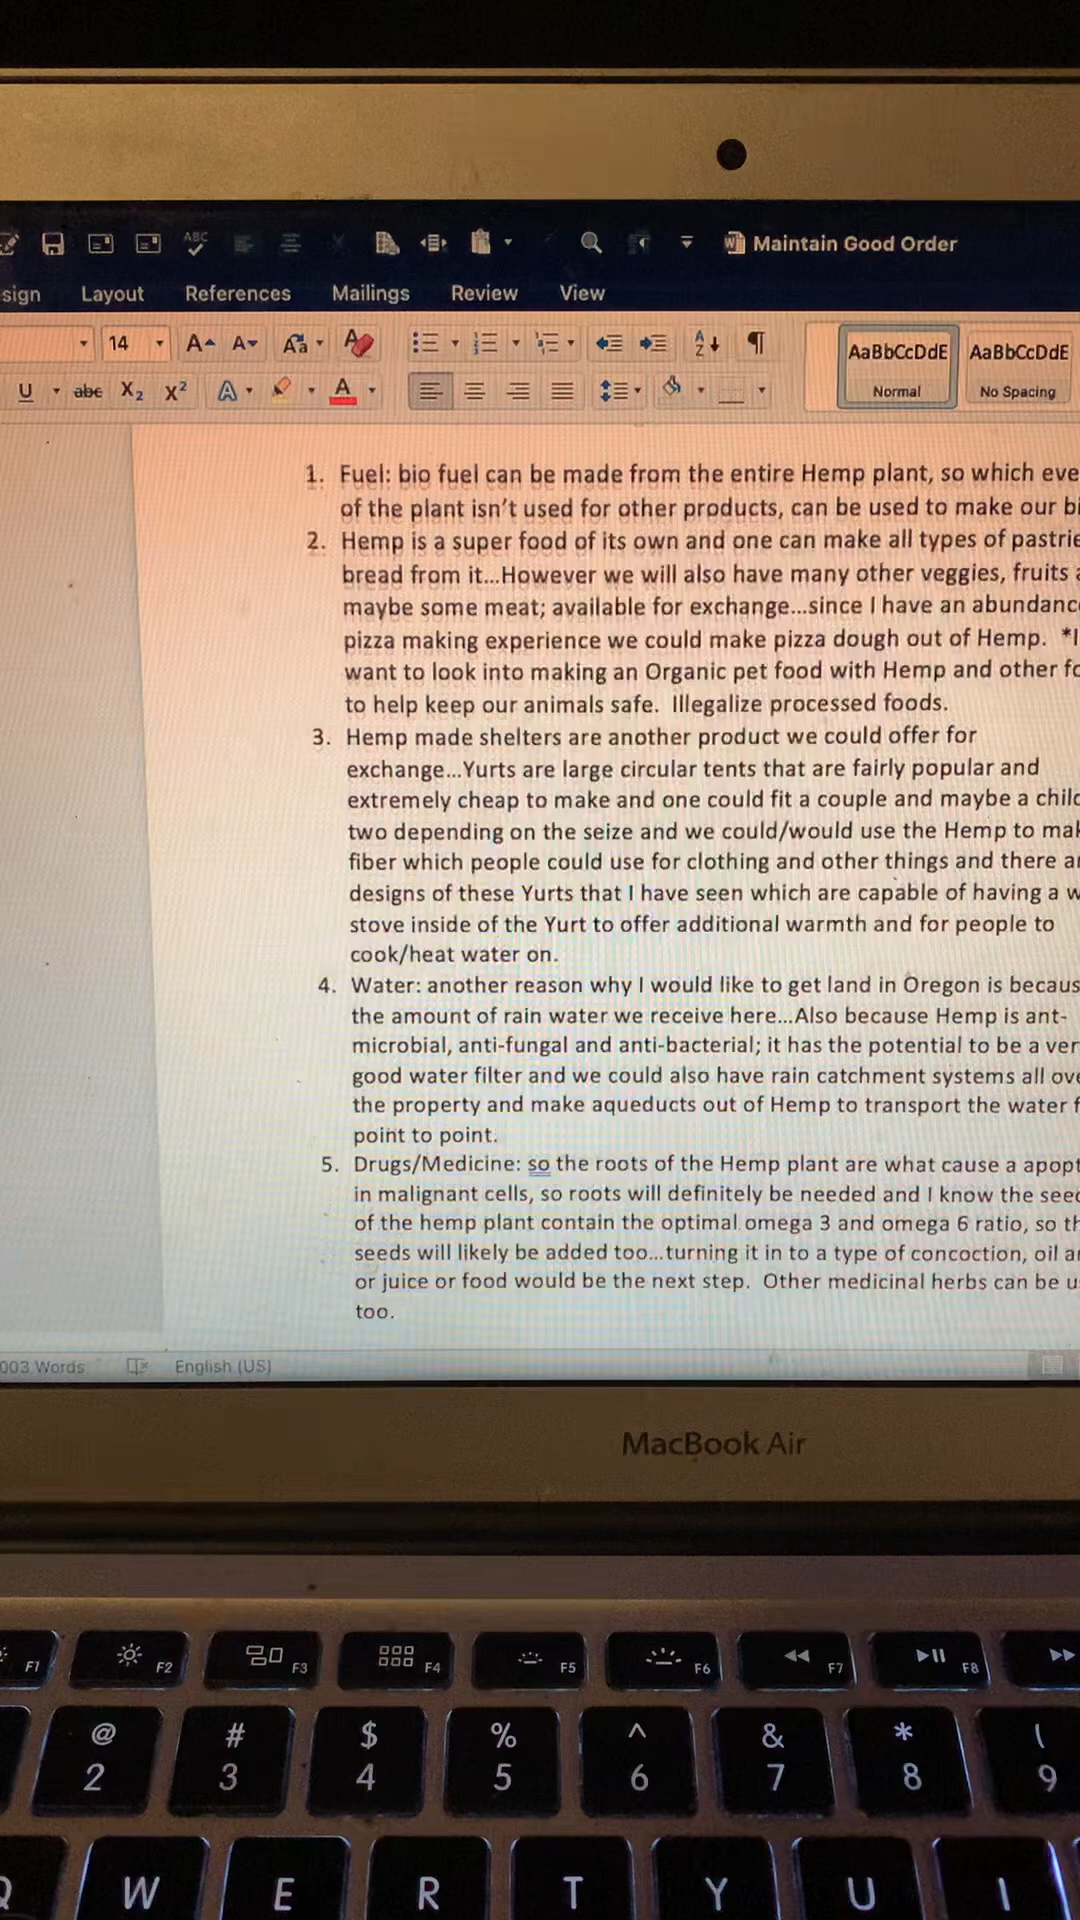 ABC
Maintain Good Order
sign Layout References Mailings Review View
14 A A Aa A
A Z ¶
AaBbCcDdE AaBbCcDdE
U abc X2 X² A A
Normal No Spacing
1. Fuel: bio fuel can be made from the entire Hemp plant, so which eve
of the plant isn't used for other products, can be used to make our bi
2. Hemp is a super food of its own and one can make all types of pastrie
bread from it...However we will also have many other veggies, fruits a
maybe some meat; available for exchange...since I have an abundanc
pizza making experience we could make pizza dough out of Hemp. *I
want to look into making an Organic pet food with Hemp and other fo
to help keep our animals safe. Illegalize processed foods.
3. Hemp made shelters are another product we could offer for
exchange...Yurts are large circular tents that are fairly popular and
extremely cheap to make and one could fit a couple and maybe a child
two depending on the seize and we could/would use the Hemp to mak
fiber which people could use for clothing and other things and there ar
designs of these Yurts that I have seen which are capable of having a w
stove inside of the Yurt to offer additional warmth and for people to
cook/heat water on.
4. Water: another reason why I would like to get land in Oregon is becaus
the amount of rain water we receive here...Also because Hemp is ant-
microbial, anti-fungal and anti-bacterial; it has the potential to be a ver
good water filter and we could also have rain catchment systems all ove
the property and make aqueducts out of Hemp to transport the water f
point to point.
5. Drugs/Medicine: so the roots of the Hemp plant are what cause a apopt
in malignant cells, so roots will definitely be needed and I know the seed
of the hemp plant contain the optimal omega 3 and omega 6 ratio, so th
seeds will likely be added too...turning it in to a type of concoction, oil an
or juice or food would be the next step. Other medicinal herbs can be us
too.
003 Words English (US)
MacBook Air
F1 F2 F3 F4 F5 F6 F7 F8
@ # $ % ^ & * (
2 3 4 5 6 7 8 9
Q W E R T Y U I